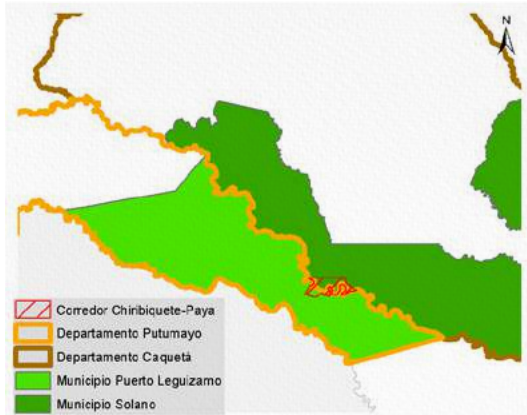 N
Corredor Chiribiquete-Paya
Departamento Putumayo
Departamento Caquetá
Municipio Puerto Leguizamo
Municipio Solano